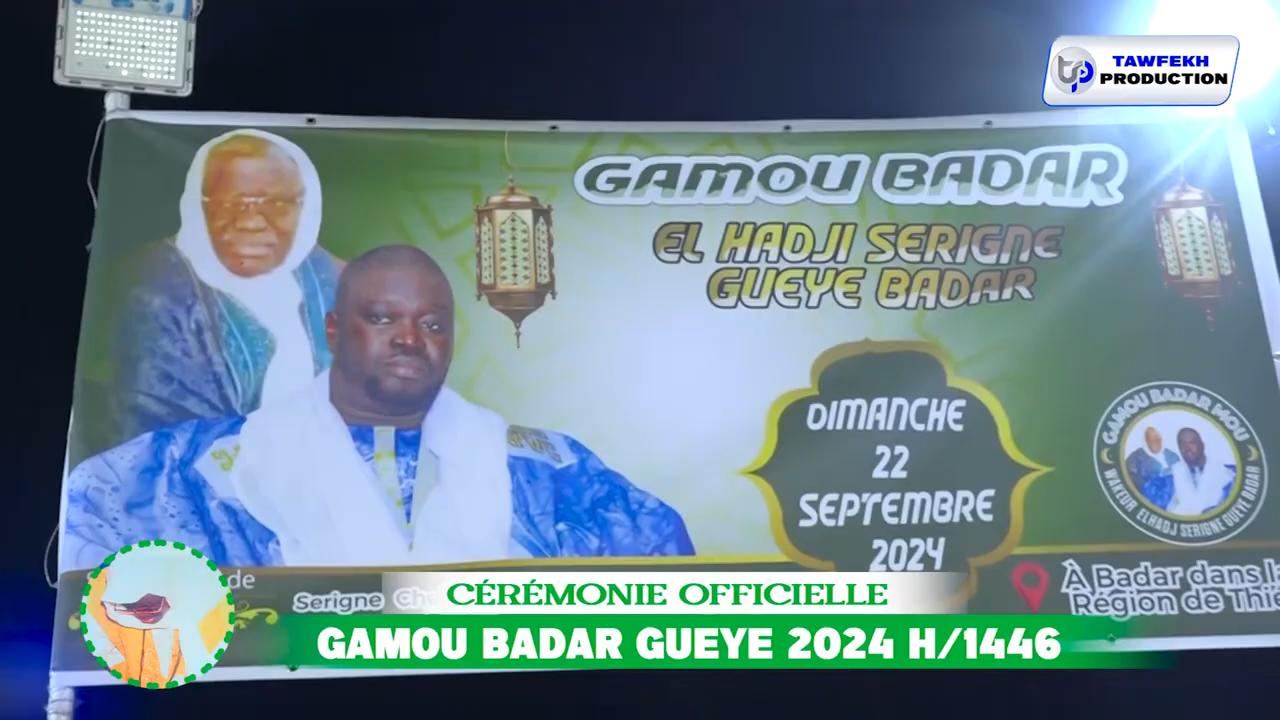 TAWFEKH
PRODUCTION
GAMOU BADAR
EL HADJI SERIGNE
GUEYE BADAR
DIMANCHE
22
SEPTEMBRE
2024
GAMOU BADAR MOU
WAKEUR ELHADJ SERIGNE GUEYE BADAR
de
Serigne
À Badar dans la
Région de
CÉRÉMONIE OFFICIELLE
GAMOU BADAR GUEYE 2024 H/1446